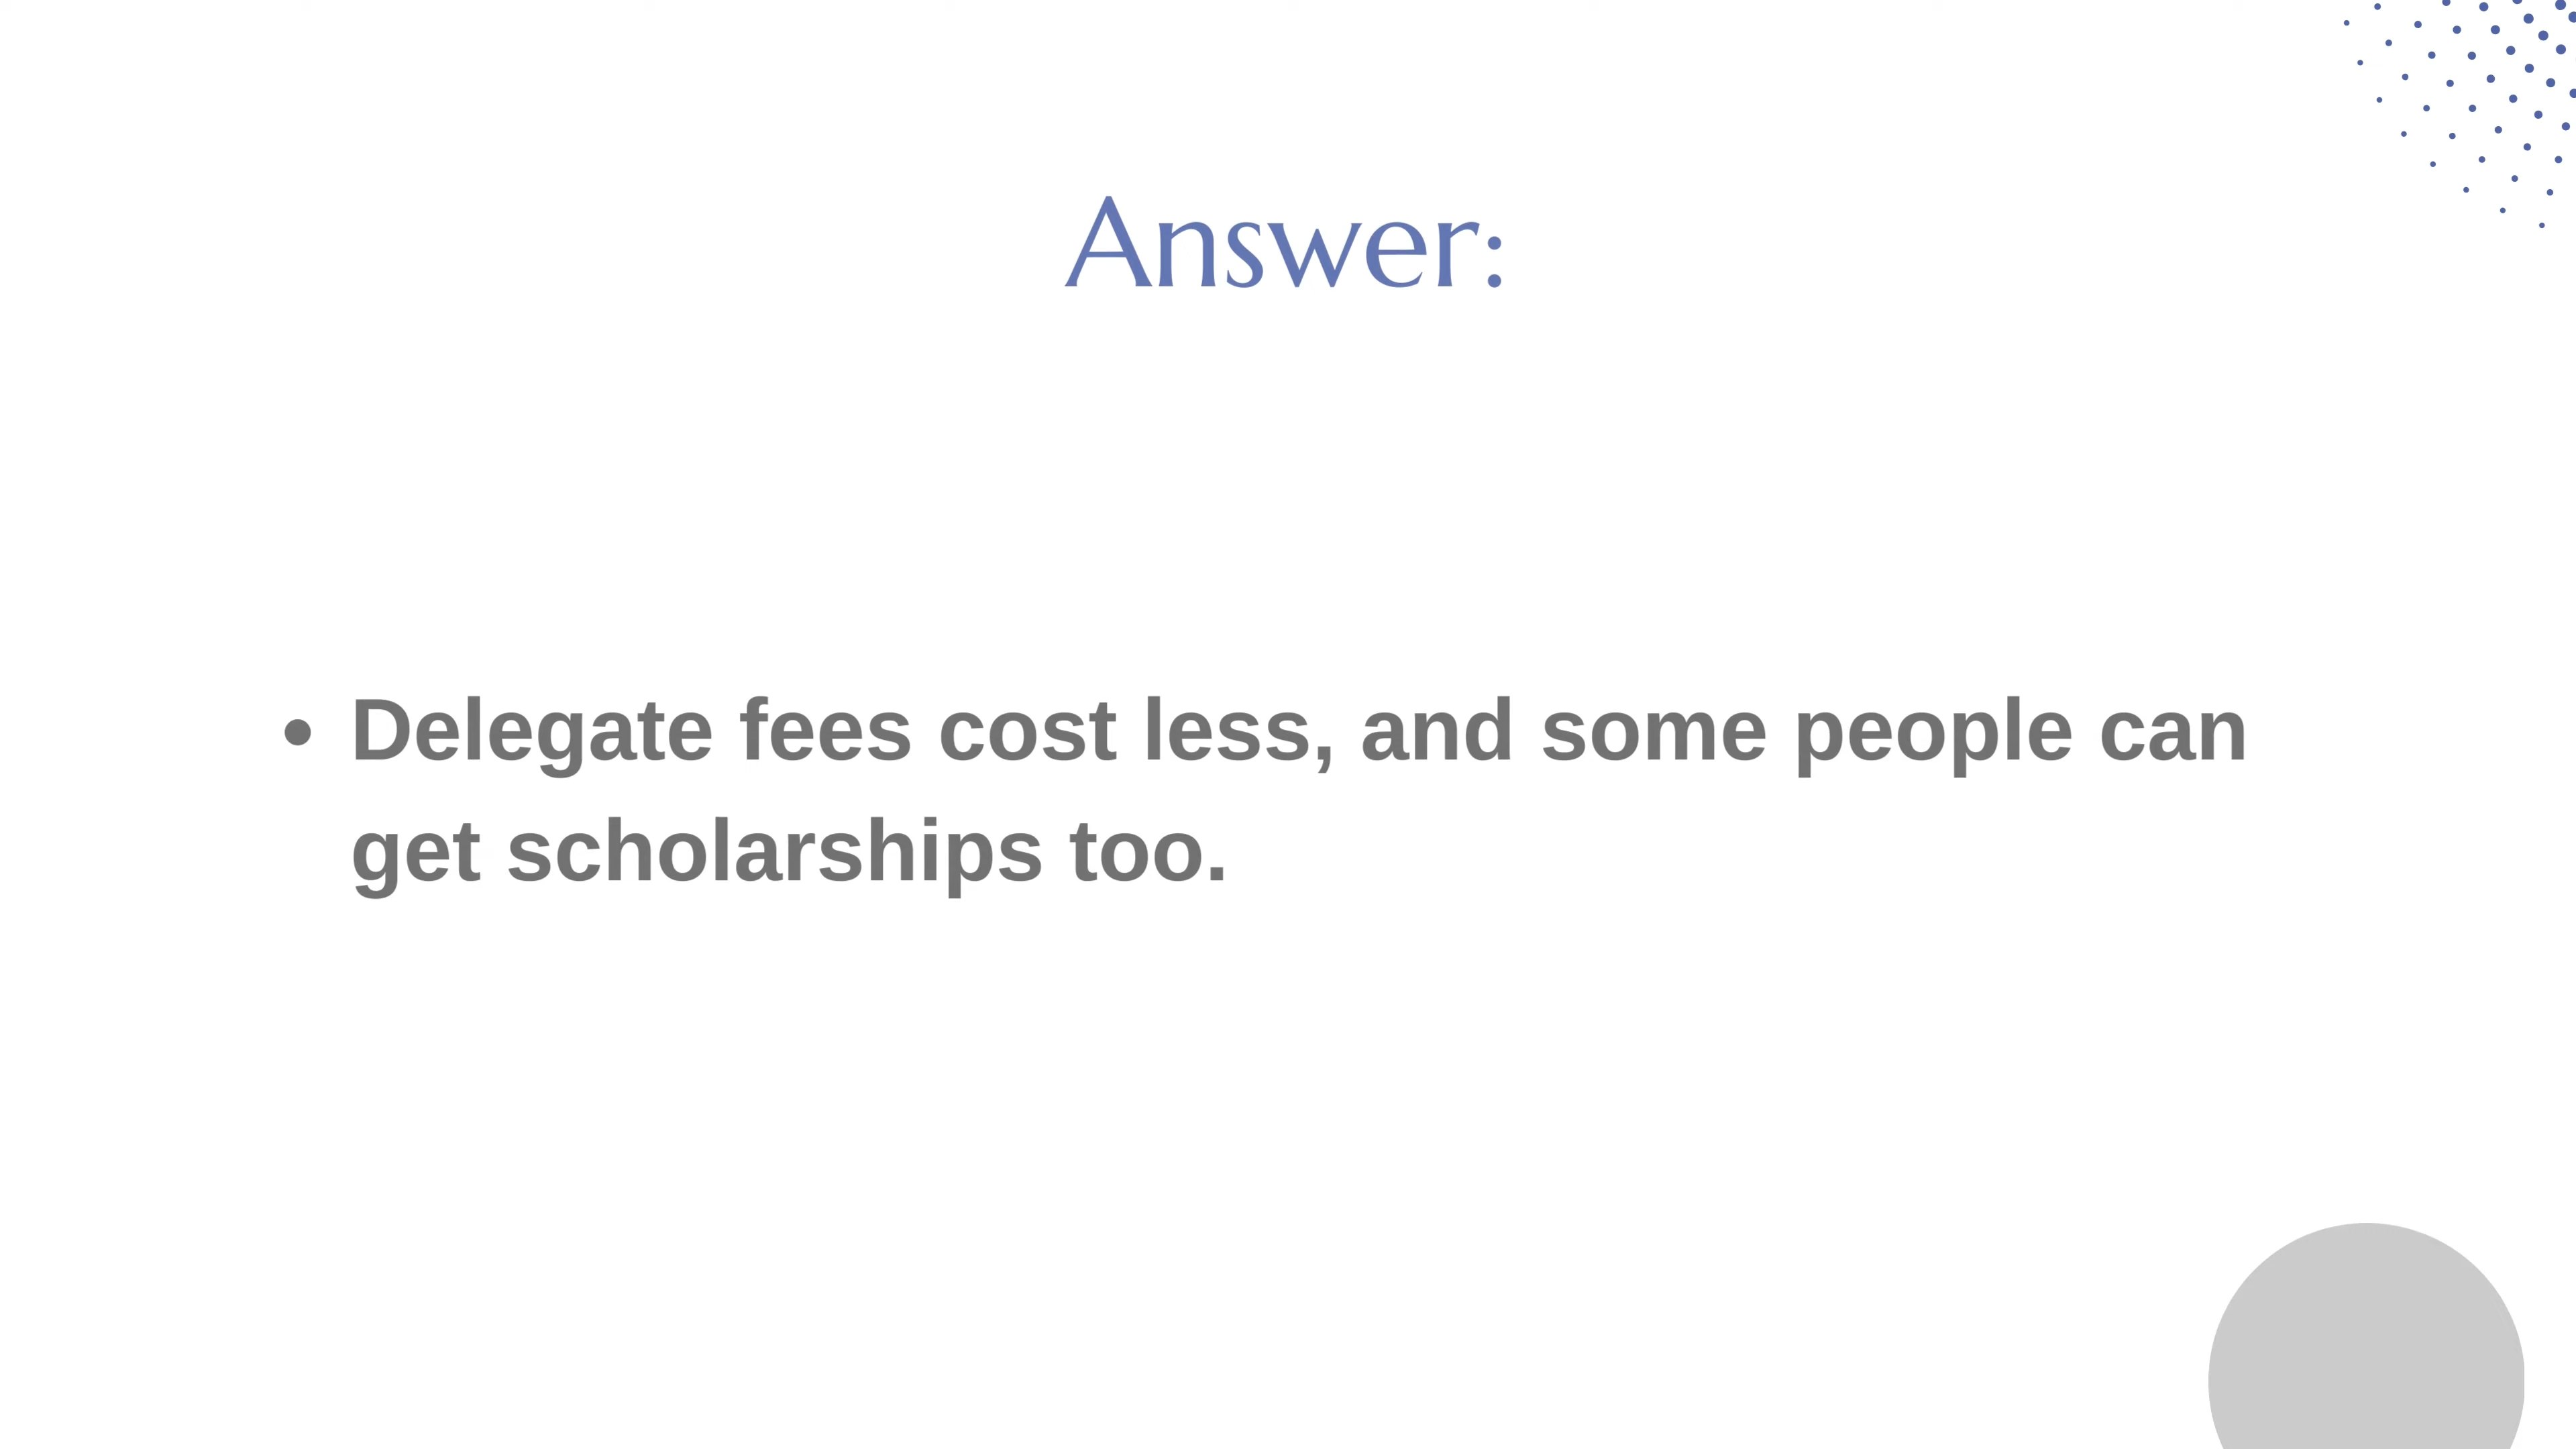 Answer:
• Delegate fees cost less, and some people can
get scholarships too.